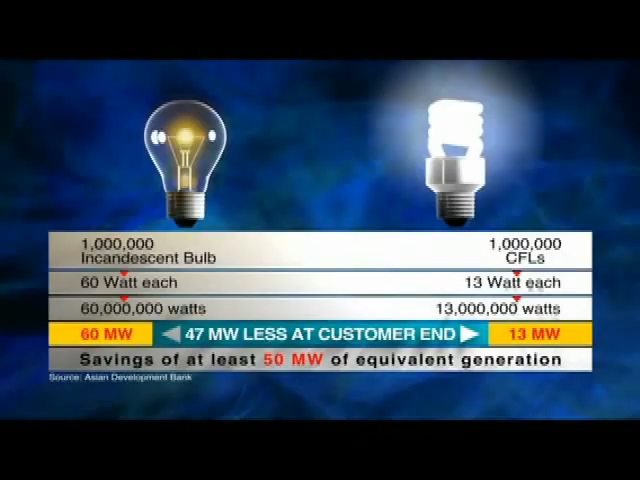 1,000,000 1,000,000
Incandescent Bulb CFLs
60 Watt each 13 Watt each
60,000,000 watts 13,000,000 watts
60 MW 47 MW LESS AT CUSTOMER END 13 MW
Savings of at least 50 MW of equivalent generation
Source: Asian Development Bank